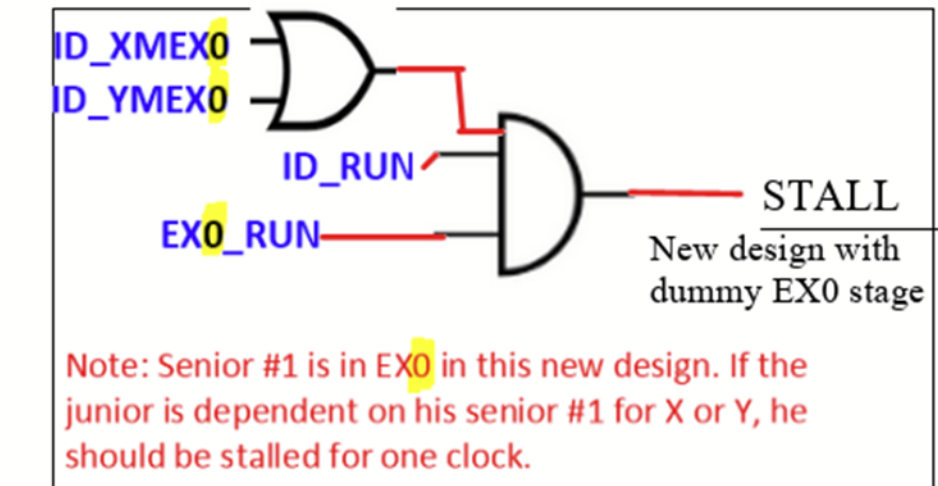 ID_XMEX0
ID_YMEX0
ID_RUN
EX0_RUN
STALL
New design with
dummy EX0 stage
Note: Senior #1 is in EX0 in this new design. If the
junior is dependent on his senior #1 for X or Y, he
should be stalled for one clock.